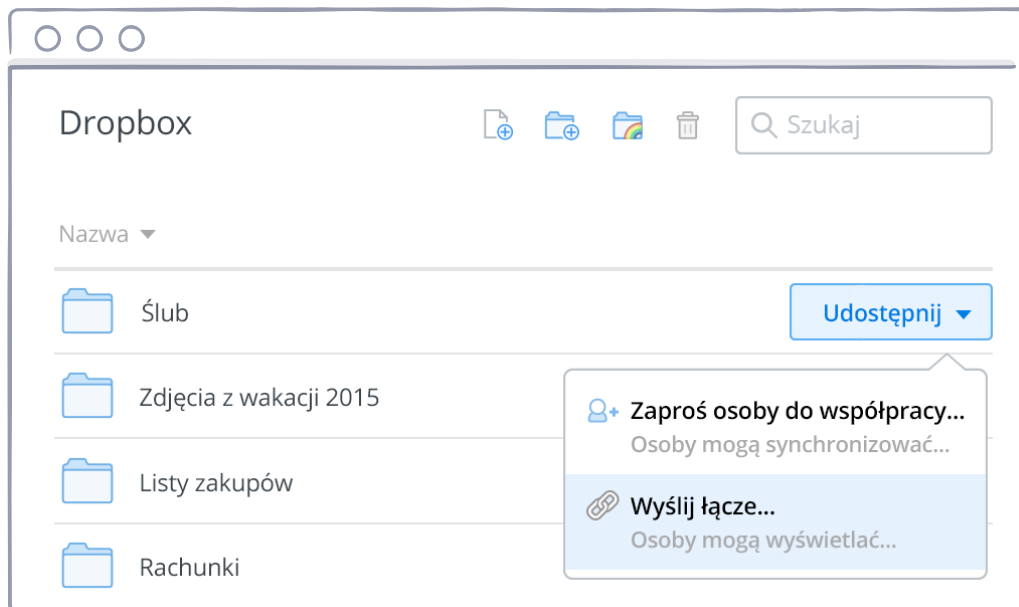 Dropbox
Szukaj
Nazwa
Ślub
Udostępnij
Zdjęcia z wakacji 2015
Zaproś osoby do współpracy...
Osoby mogą synchronizować...
Listy zakupów
Wyślij łącze...
Osoby mogą wyświetlać...
Rachunki